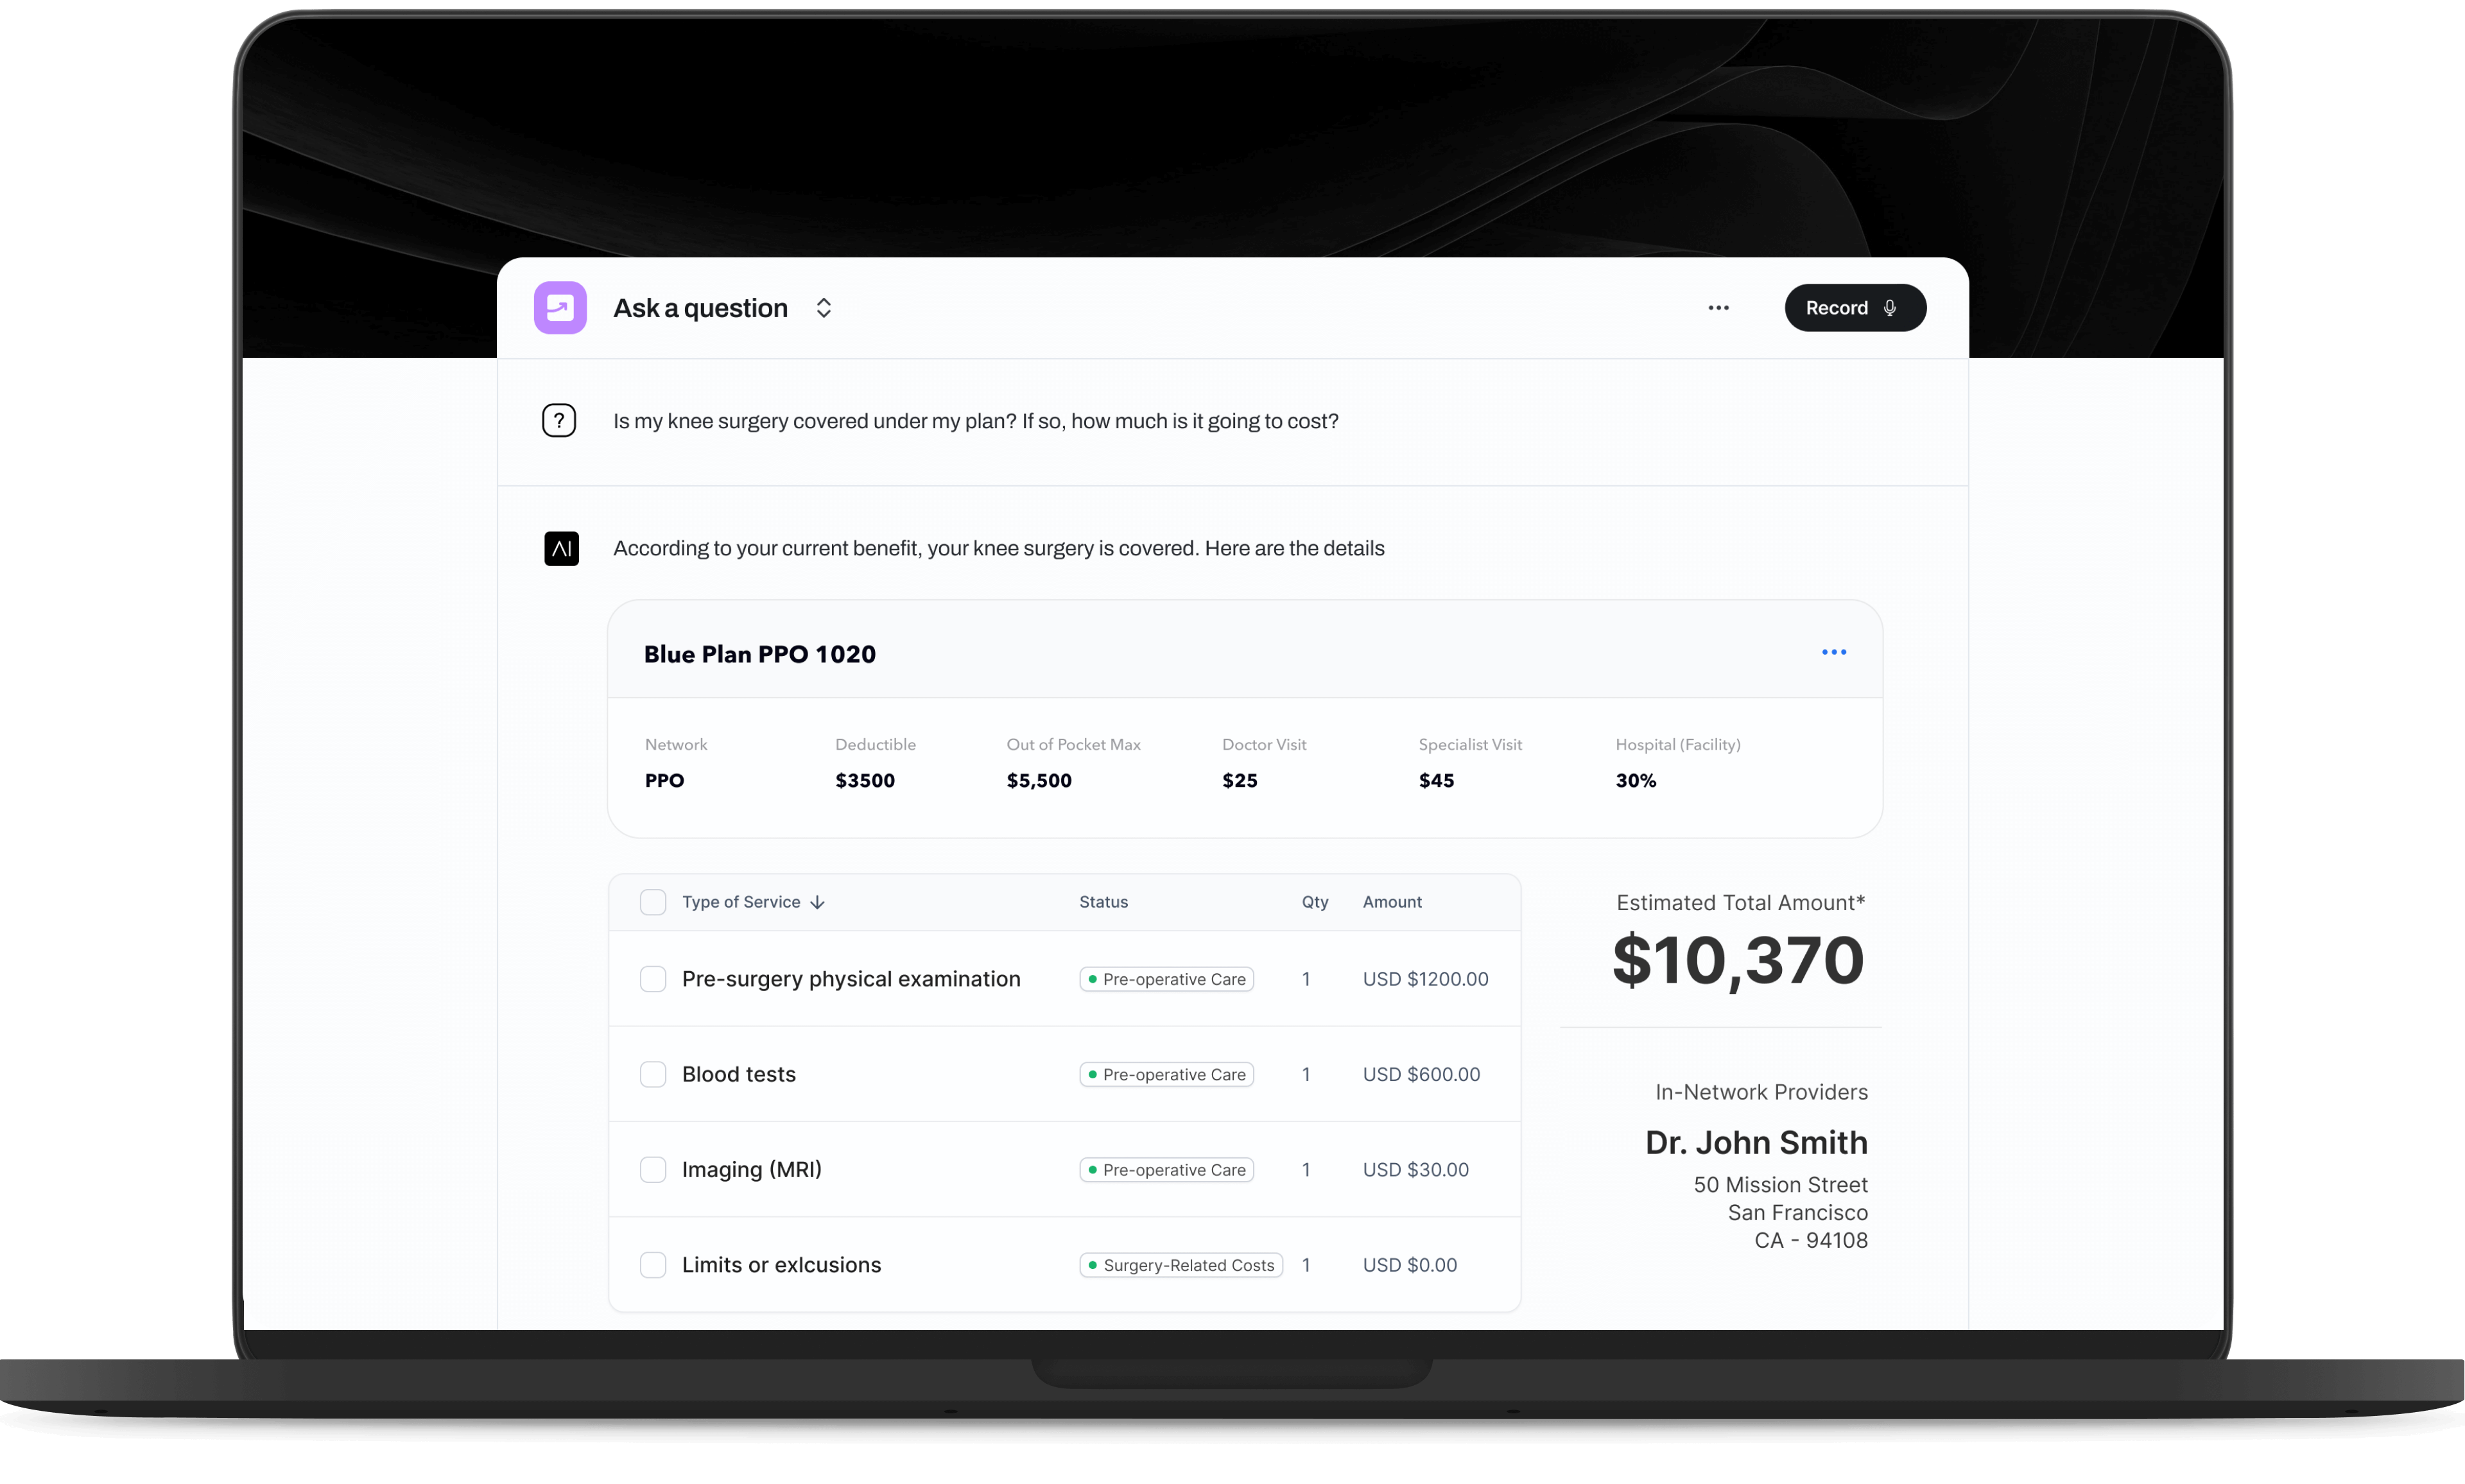 Ask a question
Record
?
Is my knee surgery covered under my plan? If so, how much is it going to cost?
AI
According to your current benefit, your knee surgery is covered. Here are the details
Blue Plan PPO 1020
Network Deductible Out of Pocket Max Doctor Visit Specialist Visit Hospital (Facility)
PPO $3500 $5,500 $25 $45 30%
Type of Service Status Qty Amount
Pre-surgery physical examination Pre-operative Care 1 USD $1200.00
Blood tests Pre-operative Care 1 USD $600.00
Imaging (MRI) Pre-operative Care 1 USD $30.00
Limits or exlcusions Surgery-Related Costs 1 USD $0.00
Estimated Total Amount*
$10,370
In-Network Providers
Dr. John Smith
50 Mission Street
San Francisco
CA - 94108